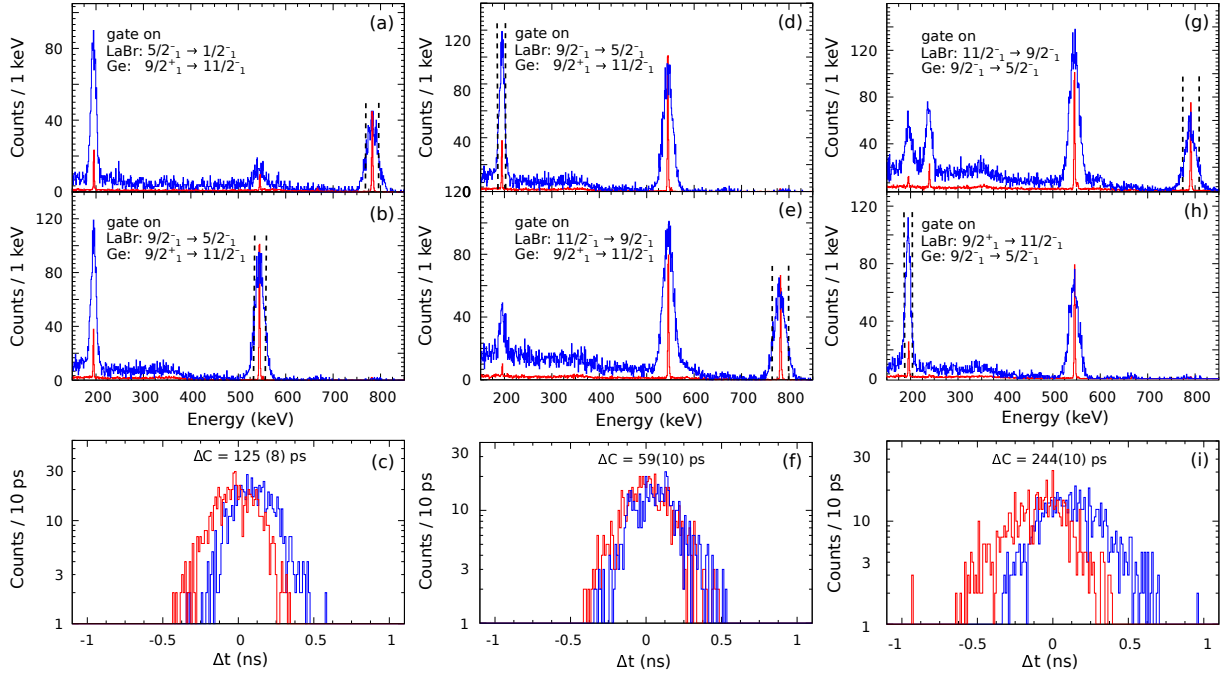 (a)
gate on
LaBr: 5/2⁻₁ → 1/2⁻₁
Ge: 9/2⁺₁ → 11/2⁻₁
Counts / 1 keV
80
40
0
(b)
gate on
LaBr: 9/2⁻₁ → 5/2⁻₁
Ge: 9/2⁺₁ → 11/2⁻₁
Counts / 1 keV
120
80
40
0
200 300 400 500 600 700 800
Energy (keV)
(c)
ΔC = 125 (8) ps
Counts / 10 ps
30
10
3
1
-1 -0.5 0 0.5 1
Δt (ns)
(d)
gate on
LaBr: 9/2⁻₁ → 5/2⁻₁
Ge: 9/2⁺₁ → 11/2⁻₁
Counts / 1 keV
120
80
40
0
(e)
gate on
LaBr: 11/2⁻₁ → 9/2⁻₁
Ge: 9/2⁺₁ → 11/2⁻₁
Counts / 1 keV
120
80
40
0
200 300 400 500 600 700 800
Energy (keV)
(f)
ΔC = 59(10) ps
Counts / 10 ps
30
10
3
1
-1 -0.5 0 0.5 1
Δt (ns)
(g)
gate on
LaBr: 11/2⁻₁ → 9/2⁻₁
Ge: 9/2⁻₁ → 5/2⁻₁
Counts / 1 keV
120
80
40
0
(h)
gate on
LaBr: 9/2⁺₁ → 11/2⁻₁
Ge: 9/2⁻₁ → 5/2⁻₁
Counts / 1 keV
120
80
40
0
200 300 400 500 600 700 800
Energy (keV)
(i)
ΔC = 244(10) ps
Counts / 10 ps
30
10
3
1
-1 -0.5 0 0.5 1
Δt (ns)